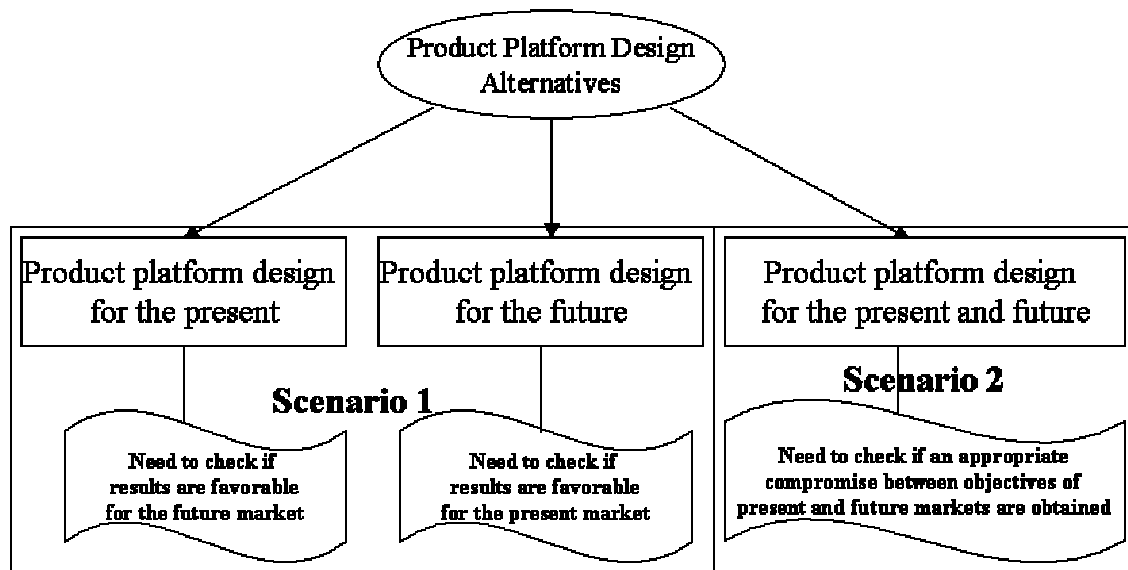 Product Platform Design
Alternatives
Product platform design
for the present
Product platform design
for the future
Product platform design
for the present and future
Scenario 1
Scenario 2
Need to check if
results are favorable
for the future market
Need to check if
results are favorable
for the present market
Need to check if an appropriate
compromise between objectives of
present and future markets are obtained